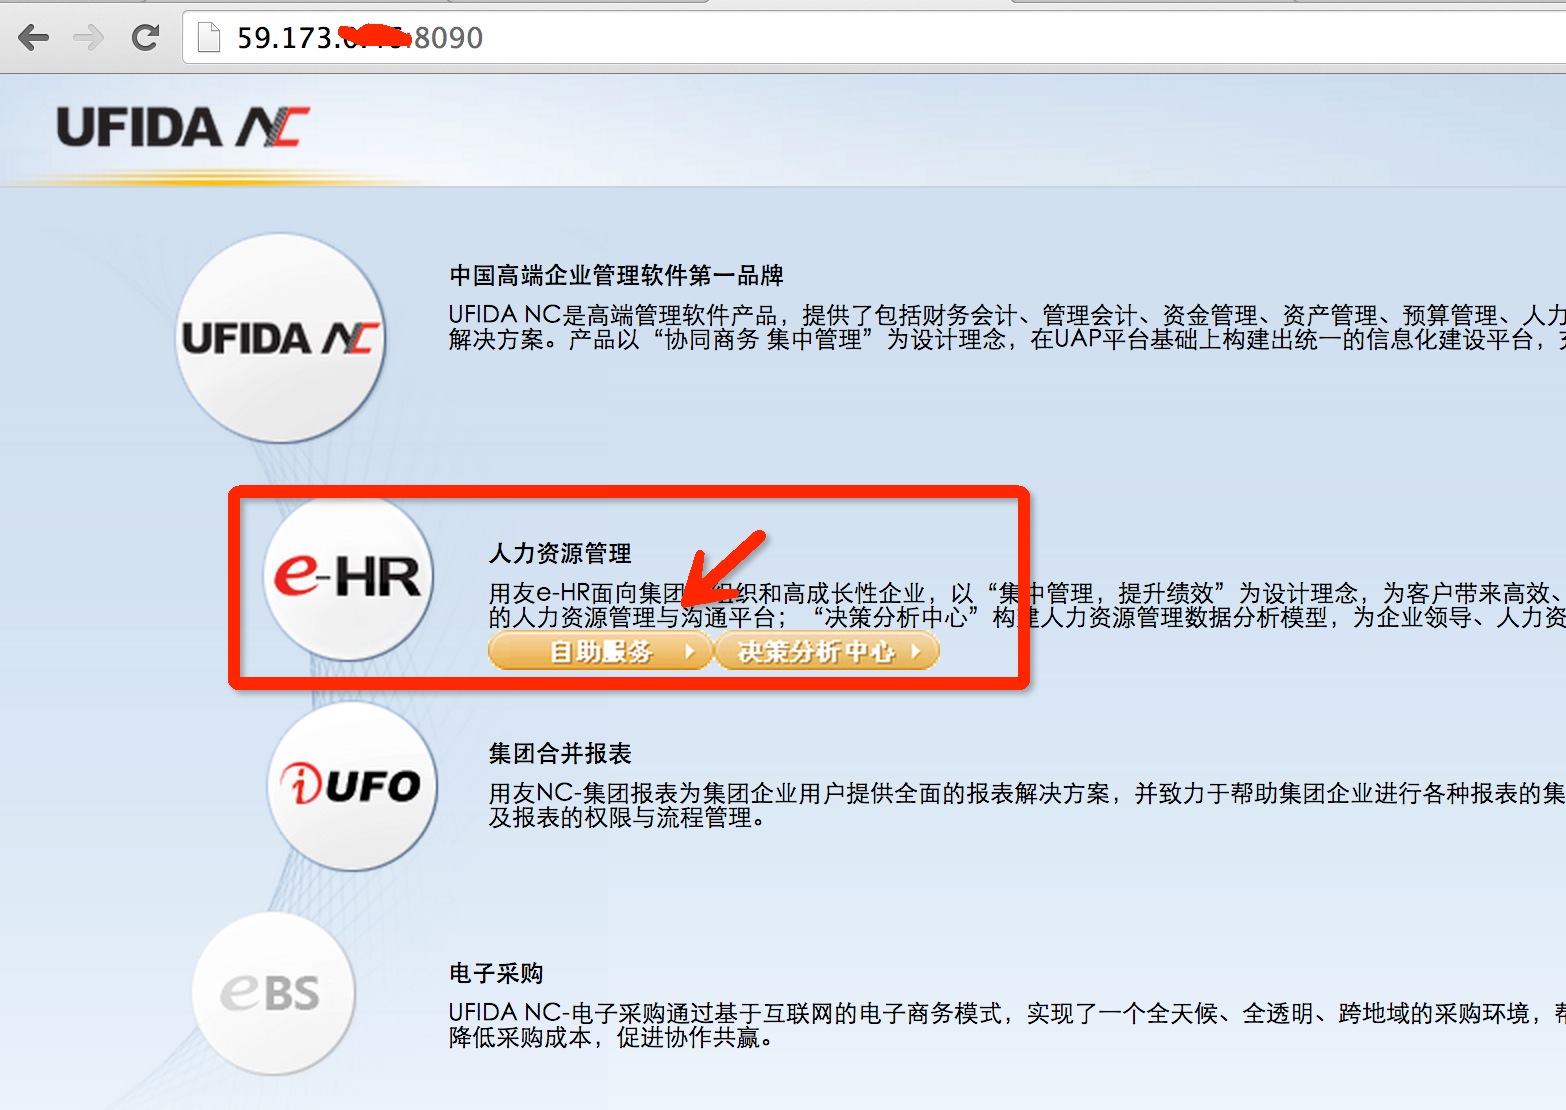 59.173. :8090
UFIDA NC
UFIDA NC
中国高端企业管理软件第一品牌
UFIDA NC是高端管理软件产品，提供了包括财务会计、管理会计、资金管理、资产管理、预算管理、人力
解决方案。产品以“协同商务 集中管理”为设计理念，在UAP平台基础上构建出统一的信息化建设平台，
e-HR
人力资源管理
用友e-HR面向集团 组织和高成长性企业，以“集中管理，提升绩效”为设计理念，为客户带来高效、
的人力资源管理与沟通平台；“决策分析中心”构建人力资源管理数据分析模型，为企业领导、人力资
自助服务 决策分析中心
iUFO
集团合并报表
用友NC-集团报表为集团企业用户提供全面的报表解决方案，并致力于帮助集团企业进行各种报表的集
及报表的权限与流程管理。
eBS
电子采购
UFIDA NC-电子采购通过基于互联网的电子商务模式，实现了一个全天候、全透明、跨地域的采购环境，
降低采购成本，促进协作共赢。